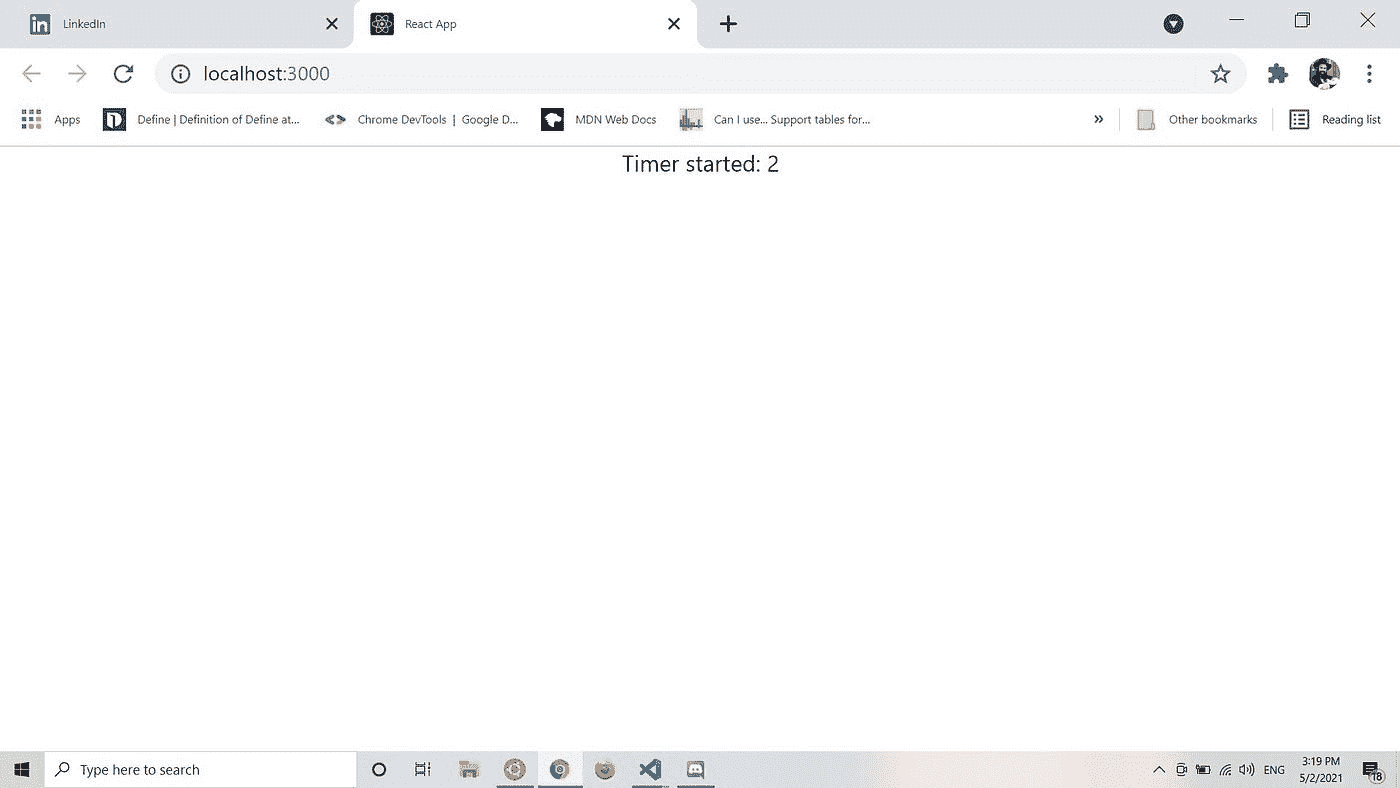 LinkedIn
React App
localhost:3000
Apps
Define | Definition of Define at...
Chrome DevTools | Google D...
MDN Web Docs
Can I use... Support tables for...
»
Other bookmarks
Reading list
Timer started: 2
Type here to search
ENG
3:19 PM
5/2/2021
18